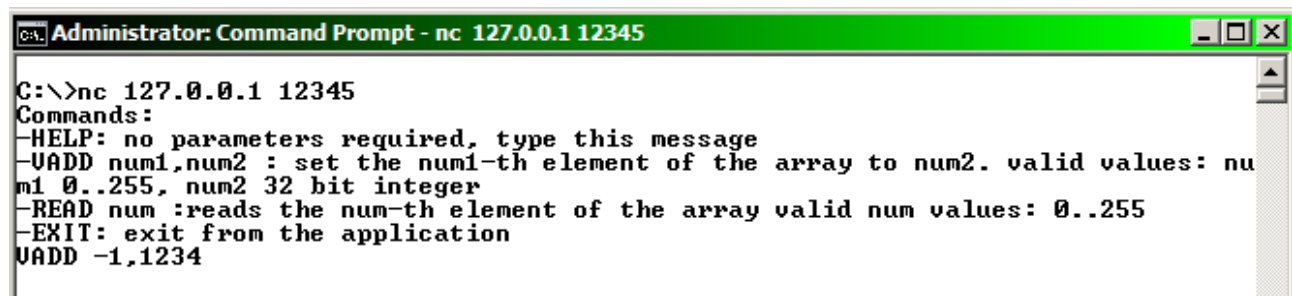 Administrator: Command Prompt - nc 127.0.0.1 12345
C:\>nc 127.0.0.1 12345
Commands:
-HELP: no parameters required, type this message
-VADD num1,num2 : set the num1-th element of the array to num2. valid values: nu
m1 0..255, num2 32 bit integer
-READ num :reads the num-th element of the array valid num values: 0..255
-EXIT: exit from the application
VADD -1,1234